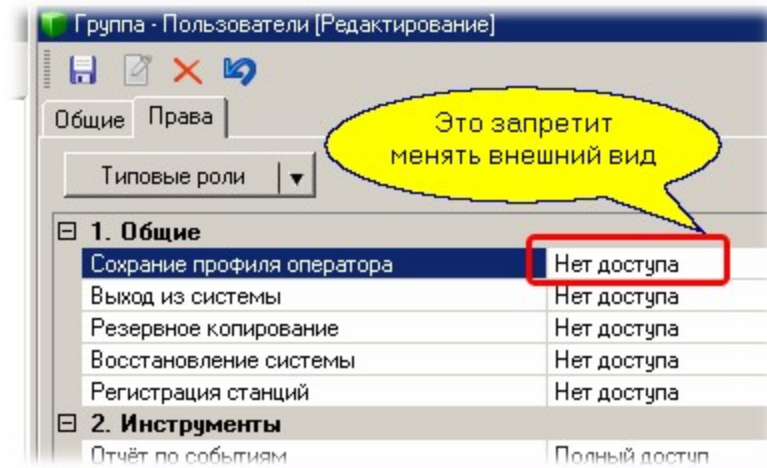 Группа - Пользователи [Редактирование]
Общие Права
Это запретит
менять внешний вид
Типовые роли
1. Общие
Сохрание профиля оператора Нет доступа
Выход из системы Нет доступа
Резервное копирование Нет доступа
Восстановление системы Нет доступа
Регистрация станций Нет доступа
2. Инструменты
Отчёт по событиям Полный доступ